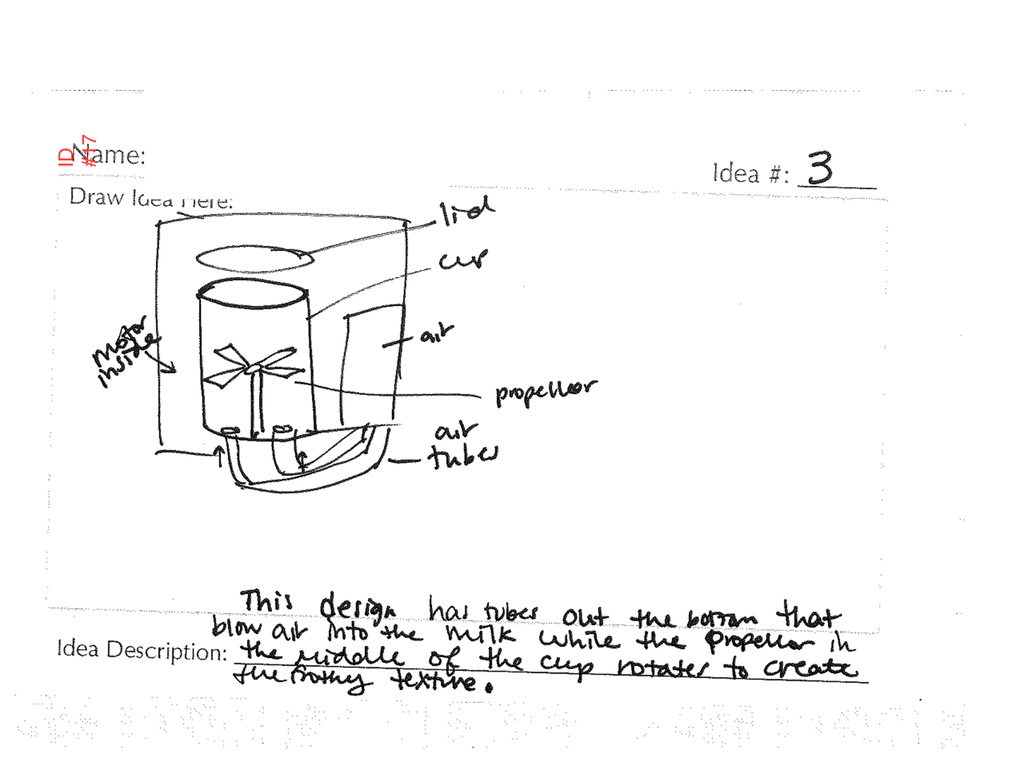 ID #17
Name:
Idea #: 3
Draw Idea Here:
lid
cup
motor
inside
air
propellor
air
tubes
This design has tubes out the bottom that
blow air into the milk while the propellor in
Idea Description: the middle of the cup rotates to create
the frothy texture.